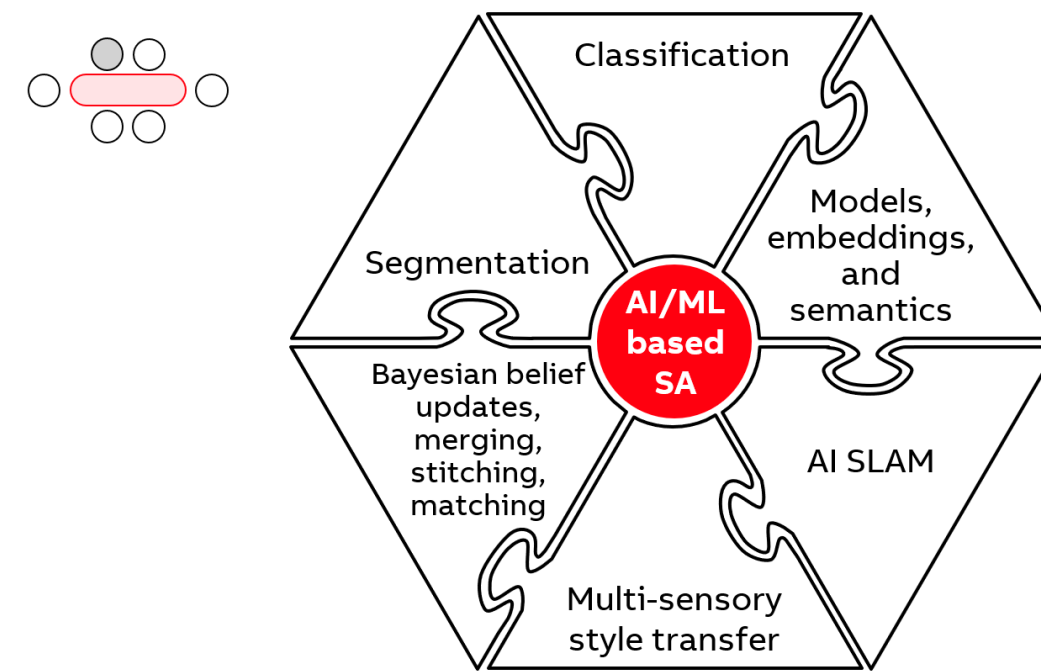 Classification
Models,
embeddings,
and
semantics
Segmentation
AI/ML
based
SA
Bayesian belief
updates,
merging,
stitching,
matching
AI SLAM
Multi-sensory
style transfer